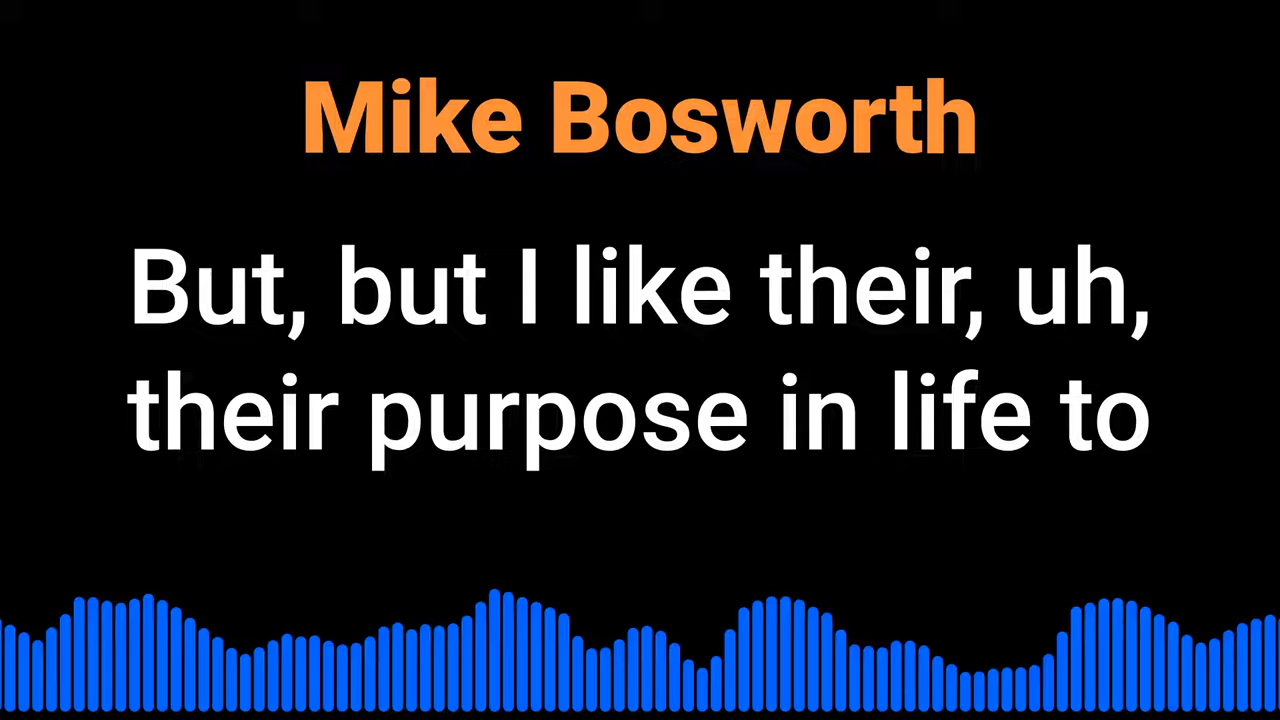 Mike Bosworth
But, but I like their, uh,
their purpose in life to